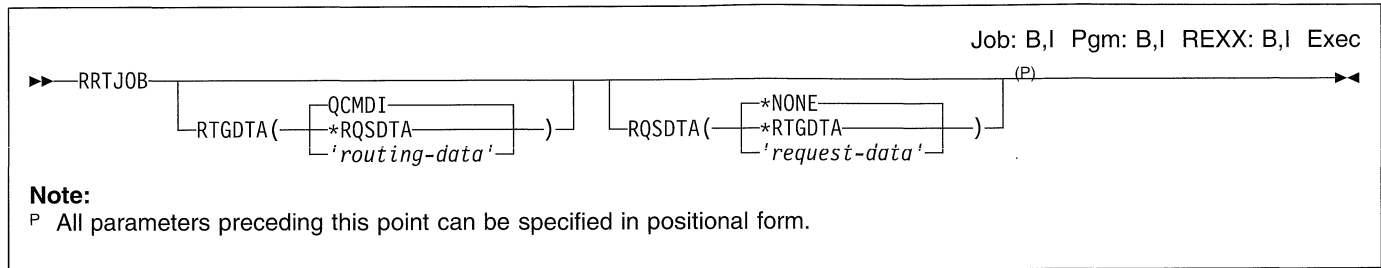 Job: B,I Pgm: B,I REXX: B,I Exec
RRTJOB (P)
QCMDI *NONE
RTGDTA( *RQSDTA ) RQSDTA( *RTGDTA )
'routing-data' 'request-data'
Note:
P All parameters preceding this point can be specified in positional form.